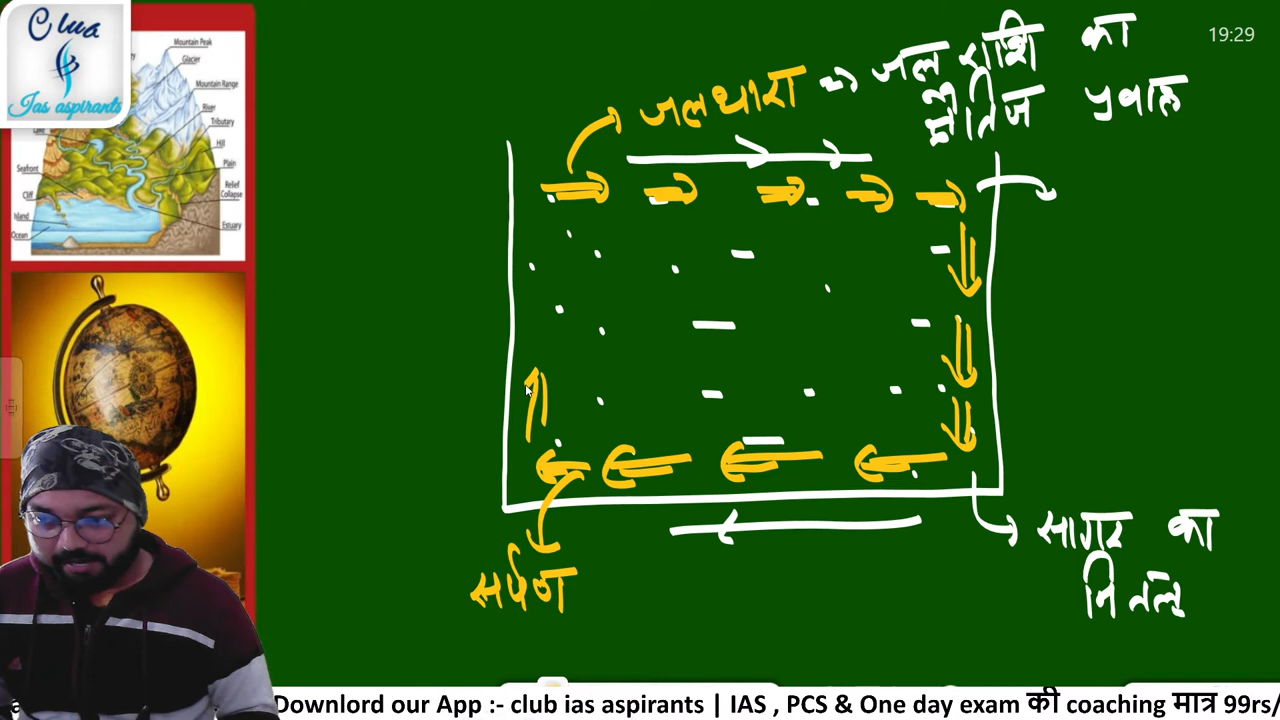 Clua
Ias aspirants
Mountain Peak
Glacier
Mountain Range
River
Tributary
Hill
Plain
Seafront
Cliff
Relief
Collapse
Island
Estuary
Ocean
19:29
जलधारा => जल राशि का
क्षैतिज प्रवाह
सागर का
नितल
सर्पण
Downlord our App :- club ias aspirants | IAS , PCS & One day exam की coaching मात्र 99rs/